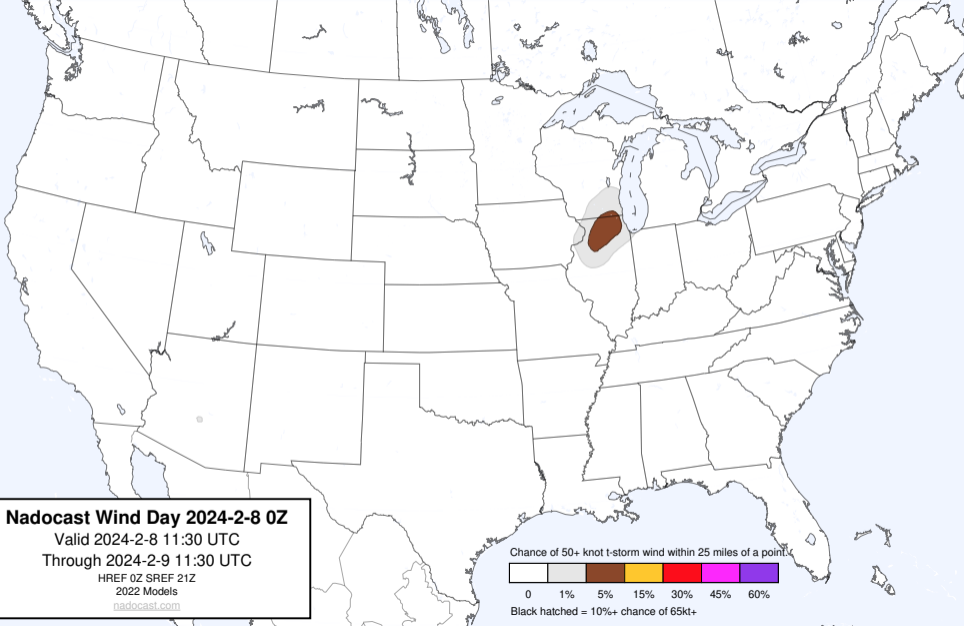 Nadocast Wind Day 2024-2-8 0Z
Valid 2024-2-8 11:30 UTC
Through 2024-2-9 11:30 UTC
HREF 0Z SREF 21Z
2022 Models
nadocast.com
Chance of 50+ knot t-storm wind within 25 miles of a point.
0 1% 5% 15% 30% 45% 60%
Black hatched = 10%+ chance of 65kt+